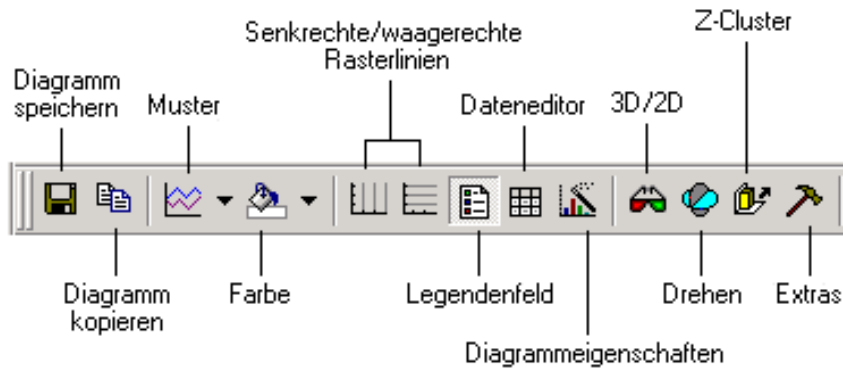 Senkrechte/waagerechte
Rasterlinien
Z-Cluster
Diagramm
speichern
Muster
Dateneditor
3D/2D
Diagramm
kopieren
Farbe
Legendenfeld
Drehen
Extras
Diagrammeigenschaften